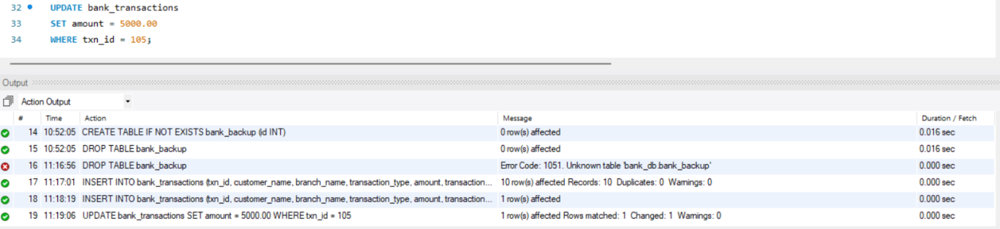 32 UPDATE bank_transactions
33 SET amount = 5000.00
34 WHERE txn_id = 105;
Output
Action Output
# Time Action Message Duration / Fetch
14 10:52:05 CREATE TABLE IF NOT EXISTS bank_backup (id INT) 0 row(s) affected 0.016 sec
15 10:52:05 DROP TABLE bank_backup 0 row(s) affected 0.016 sec
16 11:16:56 DROP TABLE bank_backup Error Code: 1051. Unknown table 'bank_db.bank_backup' 0.000 sec
17 11:17:01 INSERT INTO bank_transactions (txn_id, customer_name, branch_name, transaction_type, amount, transaction... 10 row(s) affected Records: 10 Duplicates: 0 Warnings: 0 0.000 sec
18 11:18:19 INSERT INTO bank_transactions (txn_id, customer_name, branch_name, transaction_type, amount, transaction... 1 row(s) affected 0.000 sec
19 11:19:06 UPDATE bank_transactions SET amount = 5000.00 WHERE txn_id = 105 1 row(s) affected Rows matched: 1 Changed: 1 Warnings: 0 0.000 sec